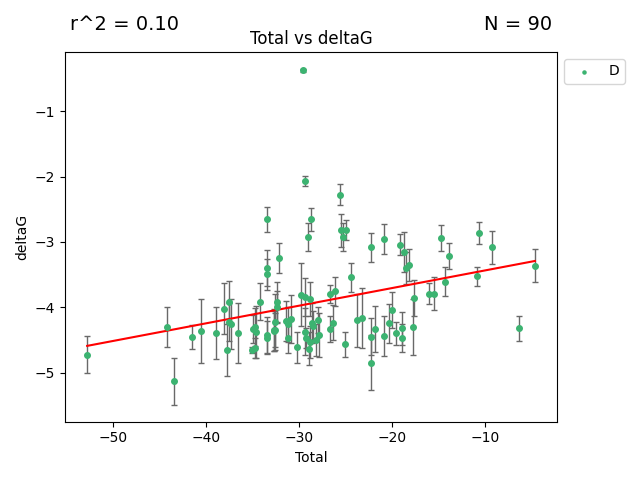 r^2 = 0.10
N = 90
Total vs deltaG
D
−1
−2
−3
−4
−5
deltaG
−50
−40
−30
−20
−10
Total